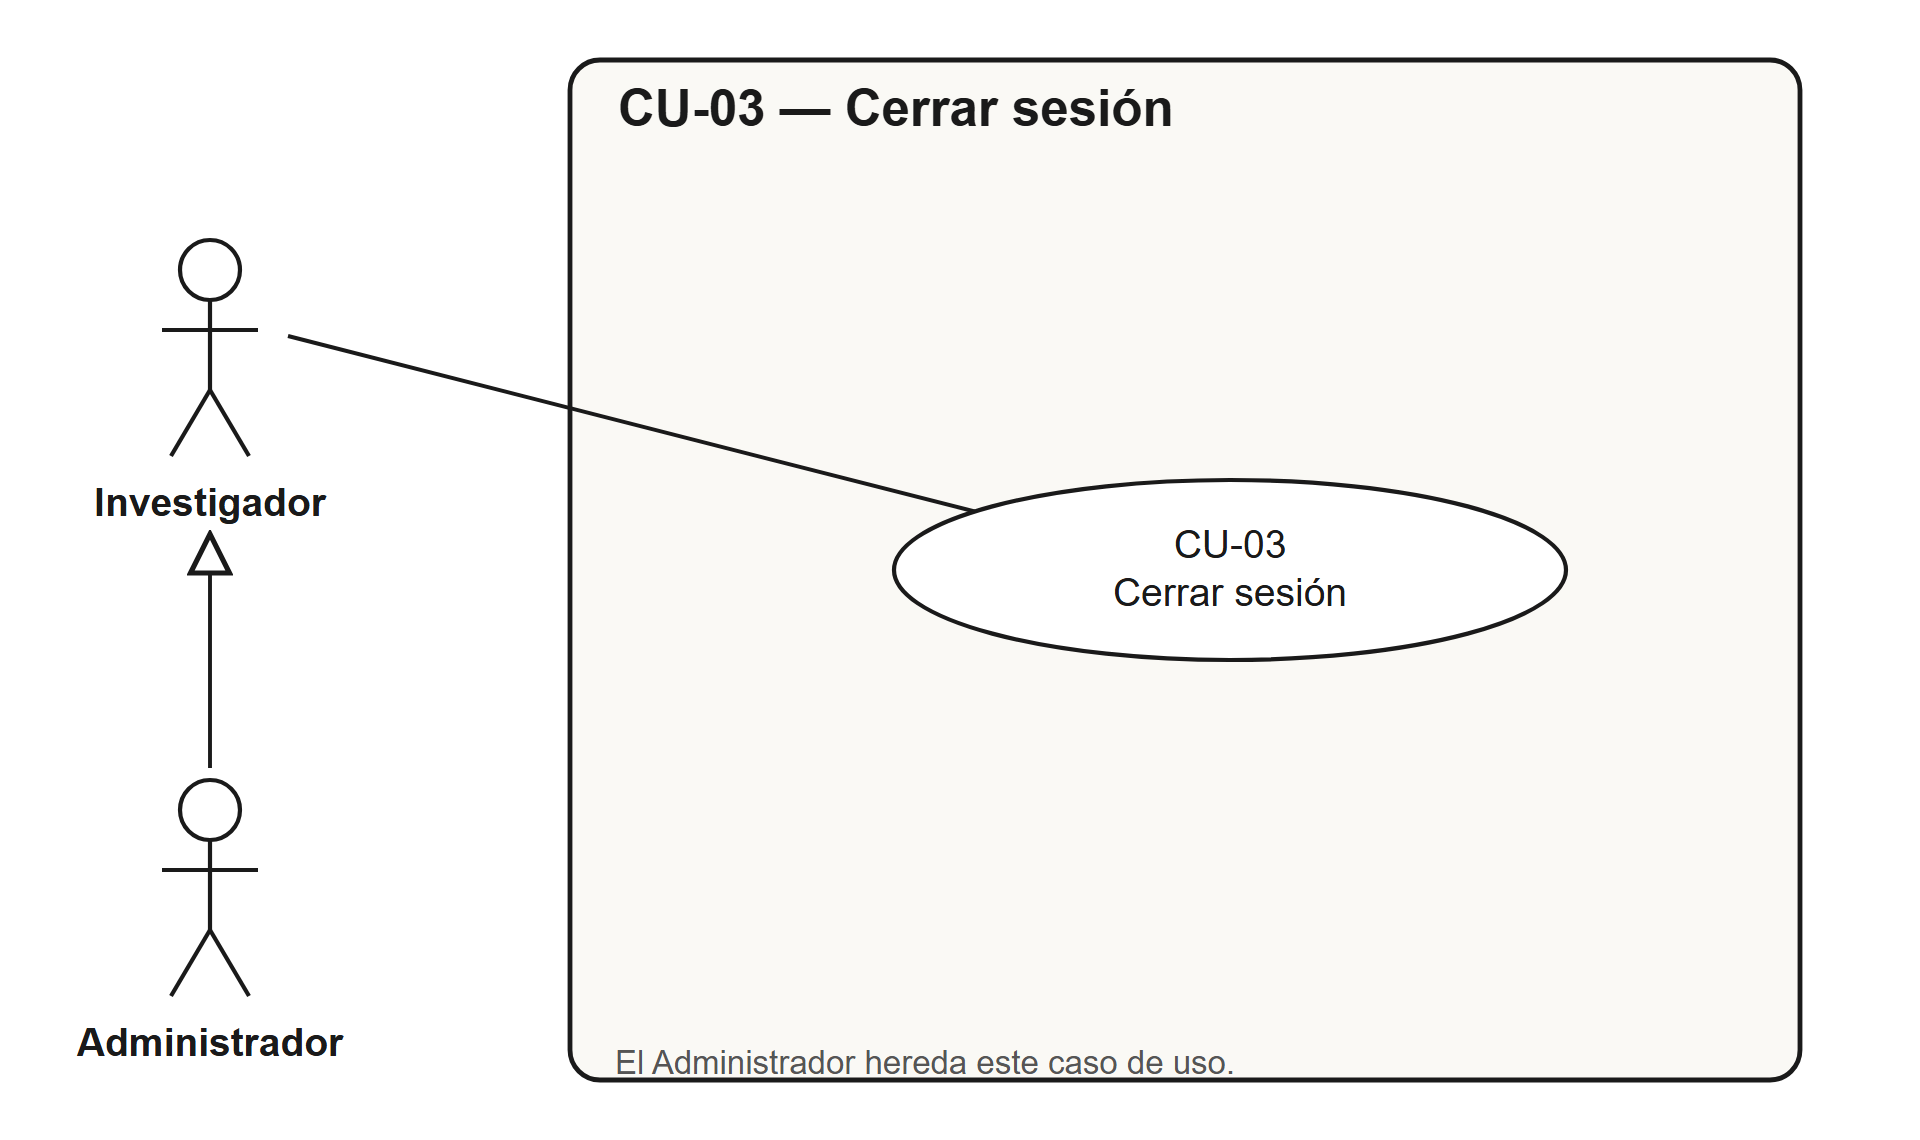 CU-03 — Cerrar sesión
Investigador
CU-03
Cerrar sesión
Administrador
El Administrador hereda este caso de uso.